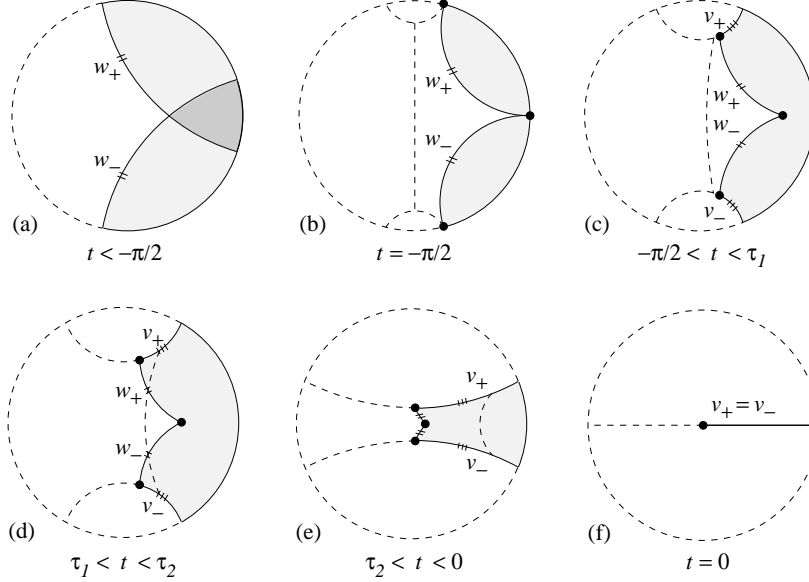 w₊
w₋
(a)
t < −π/2
w₊
w₋
(b)
t = −π/2
v₊
w₊
w₋
v₋
(c)
−π/2 < t < τ₁
v₊
w₊
w₋
v₋
(d)
τ₁ < t < τ₂
v₊
v₋
(e)
τ₂ < t < 0
v₊ = v₋
(f)
t = 0